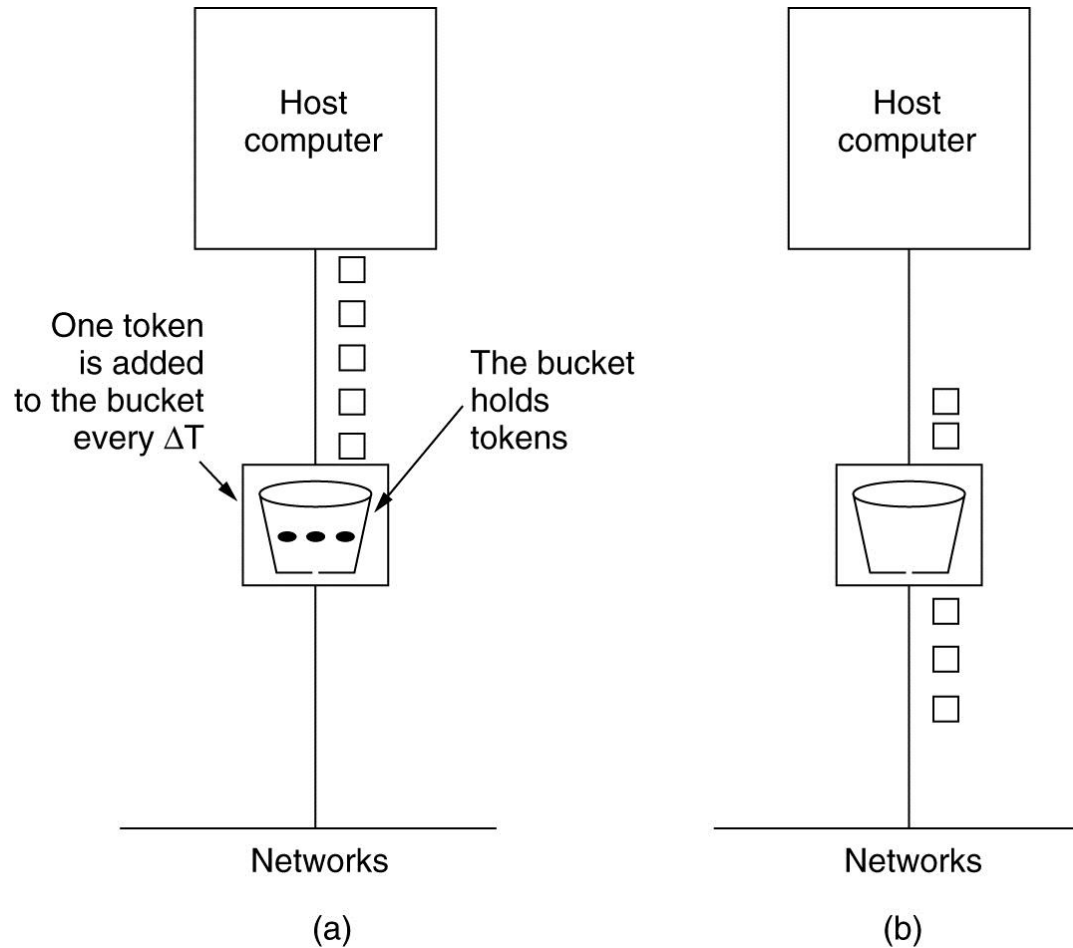 Host
computer
One token
is added
to the bucket
every ΔT
The bucket
holds
tokens
Networks
(a)
Host
computer
Networks
(b)